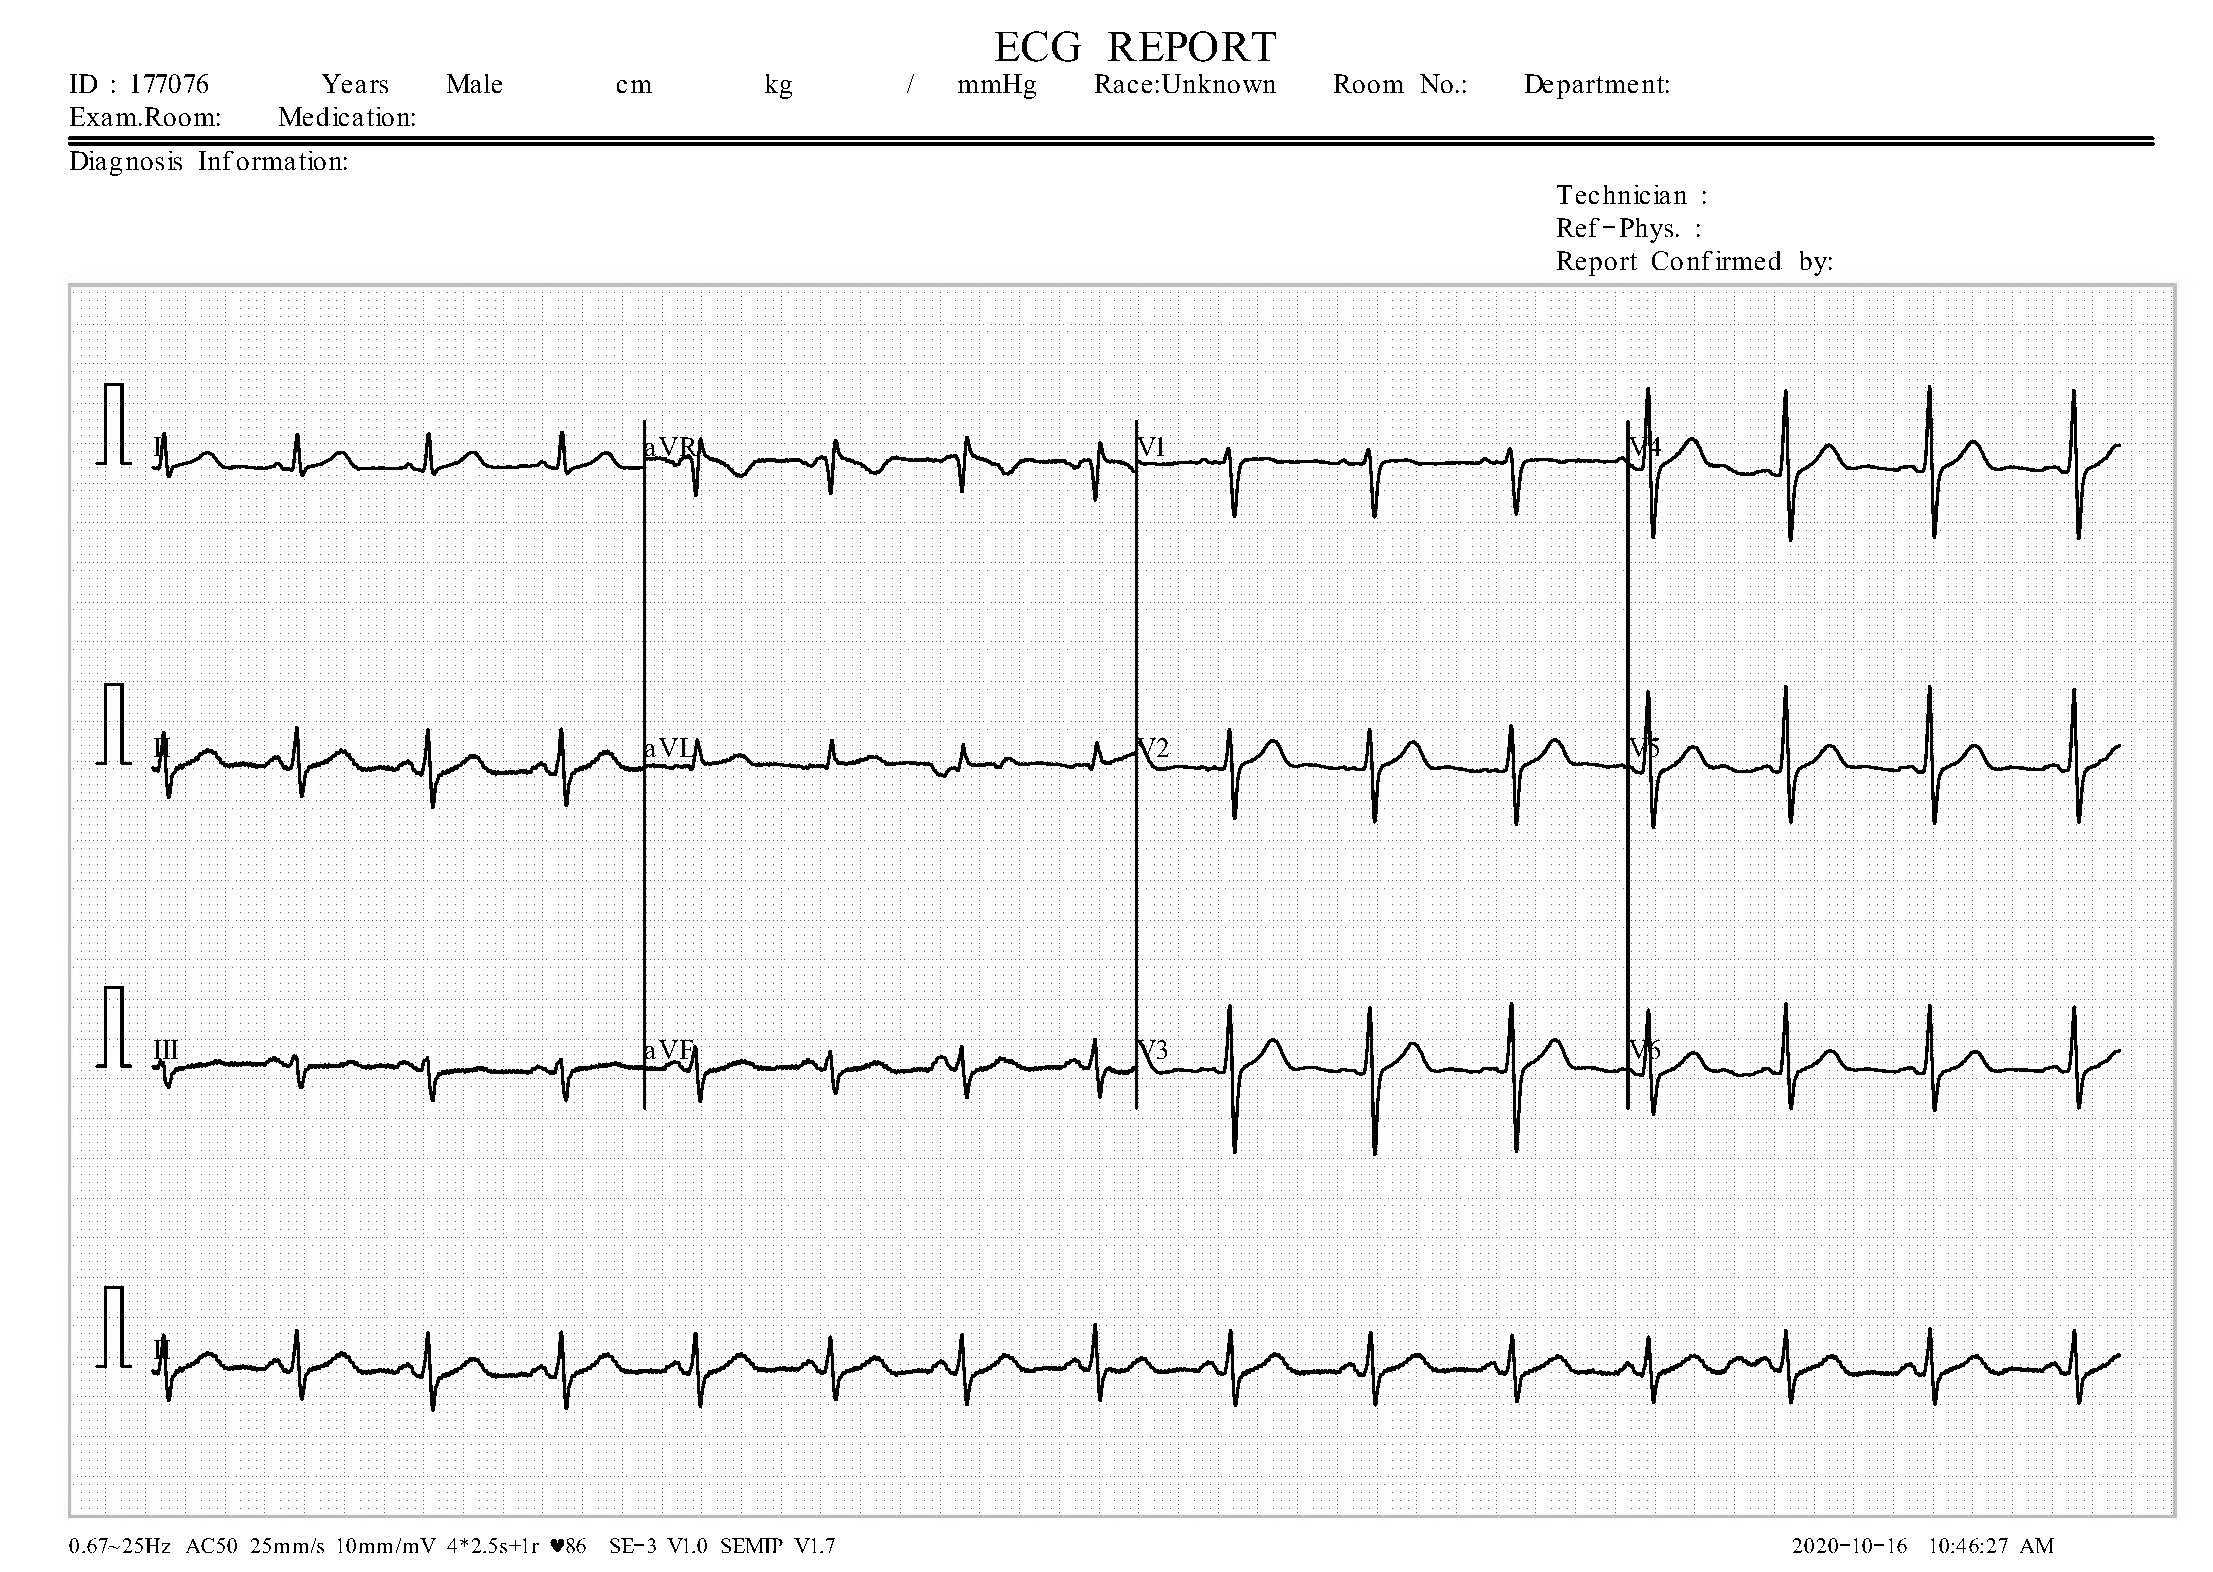 ECG REPORT
ID : 177076 Years Male cm kg / mmHg Race:Unknown Room No.: Department:
Exam.Room: Medication:
Diagnosis Information:
Technician :
Ref-Phys. :
Report Confirmed by:
I aVR V1 V4
II aVL V2 V5
III aVF V3 V6
II
0.67~25Hz AC50 25mm/s 10mm/mV 4*2.5s+1r ♥86 SE-3 V1.0 SEMIP V1.7
2020-10-16 10:46:27 AM